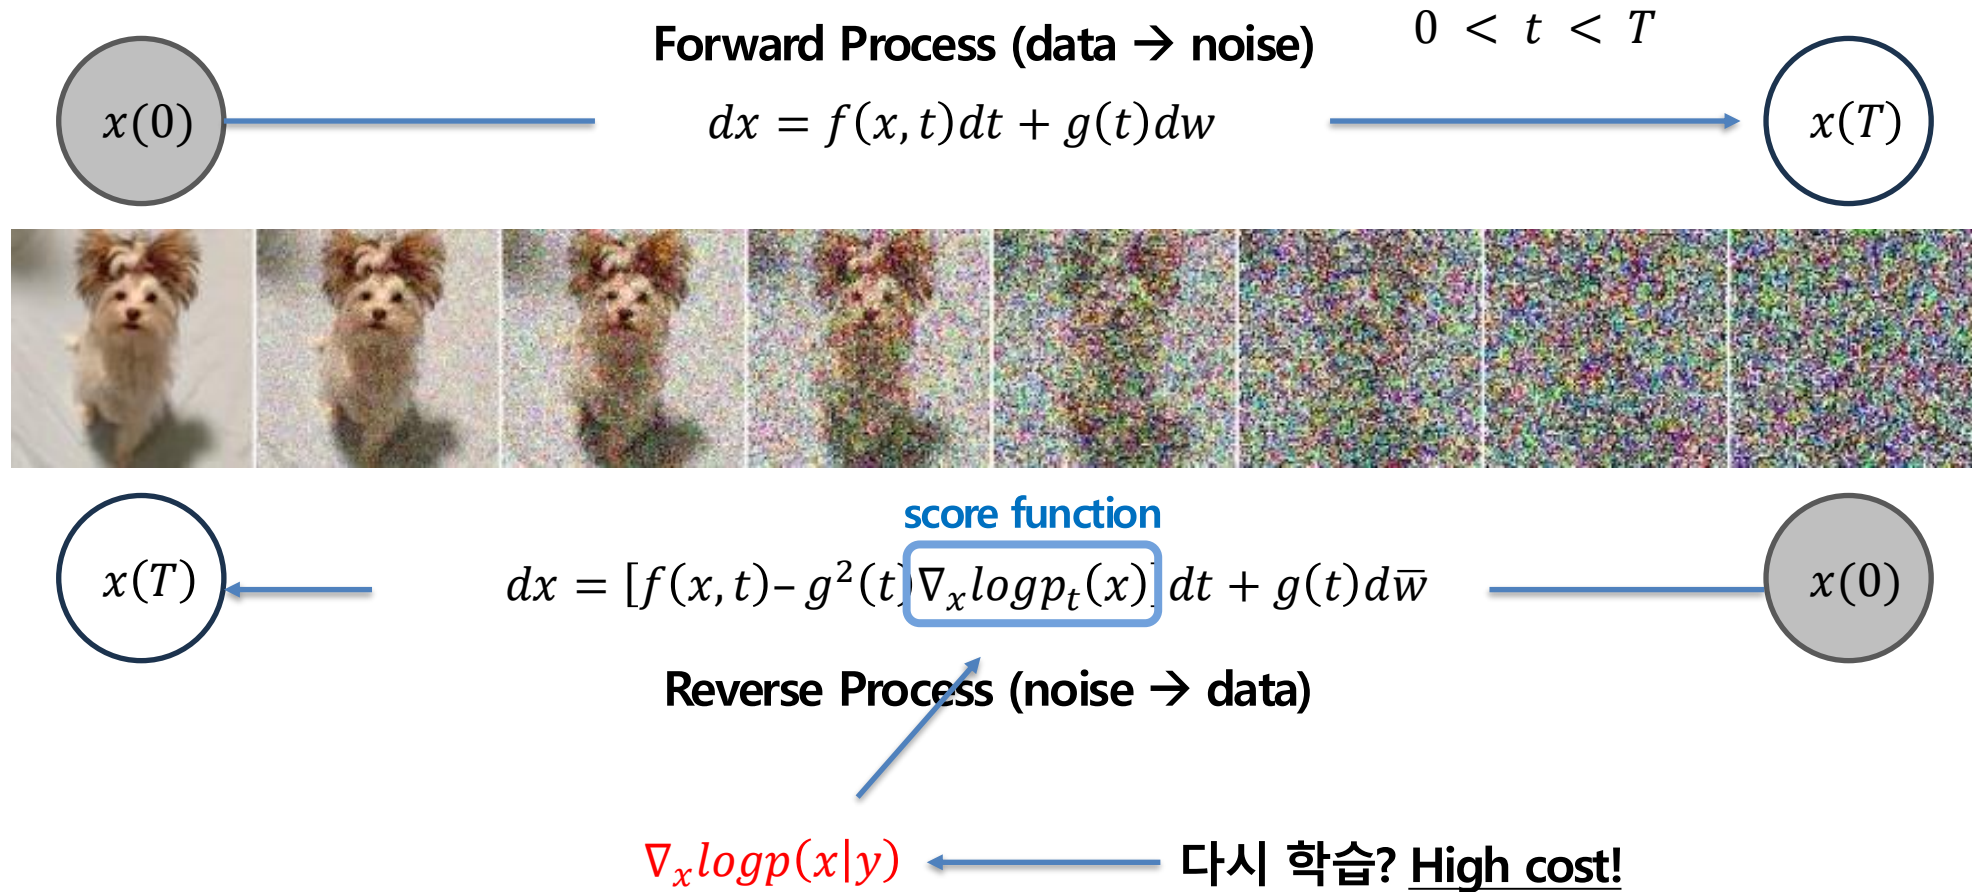 Forward Process (data → noise)
0 < t < T
x(0)
dx = f(x, t)dt + g(t)dw
x(T)
score function
x(T)
dx = [f(x, t) – g²(t)∇ₓlogpₜ(x)]dt + g(t)dw̅
x(0)
Reverse Process (noise → data)
∇ₓlogp(x|y)
다시 학습? High cost!